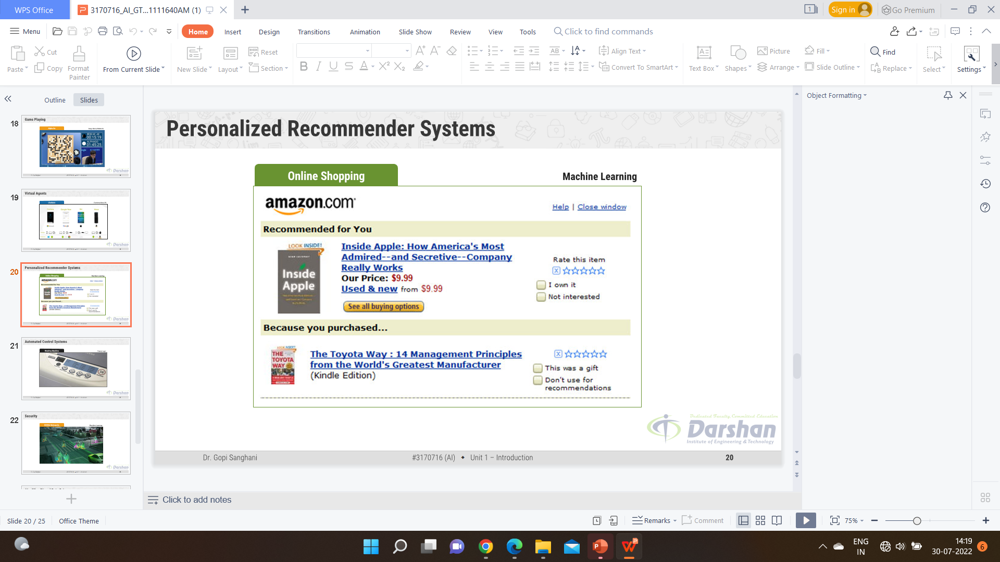 WPS Office
3170716_AI_GT...1111640AM (1)
1
Sign in
Go Premium
Menu
Home
Insert
Design
Transitions
Animation
Slide Show
Review
View
Tools
Click to find commands
Paste
Cut
Copy
Format
Painter
From Current Slide
New Slide
Layout
Reset
Section
Align Text
Convert To SmartArt
Text Box
Shapes
Picture
Arrange
Fill
Slide Outline
Find
Replace
Select
Settings
Outline
Slides
Object Formatting
18
Game Playing
19
Virtual Agents
20
Personalized Recommender Systems
21
Automated Control Systems
22
Security
Personalized Recommender Systems
Online Shopping
Machine Learning
amazon.com
Help | Close window
Recommended for You
LOOK INSIDE!
Inside Apple
Inside Apple: How America's Most
Admired--and Secretive--Company
Really Works
Our Price: $9.99
Used & new from $9.99
See all buying options
Rate this item
I own it
Not interested
Because you purchased...
THE TOYOTA WAY
The Toyota Way : 14 Management Principles
from the World's Greatest Manufacturer
(Kindle Edition)
This was a gift
Don't use for
recommendations
Dedicated Faculty, Committed Education
Darshan
Institute of Engineering & Technology
Dr. Gopi Sanghani
#3170716 (AI) ♦ Unit 1 – Introduction
20
Click to add notes
Slide 20 / 25
Office Theme
Remarks
Comment
75%
ENG
IN
14:19
30-07-2022
6